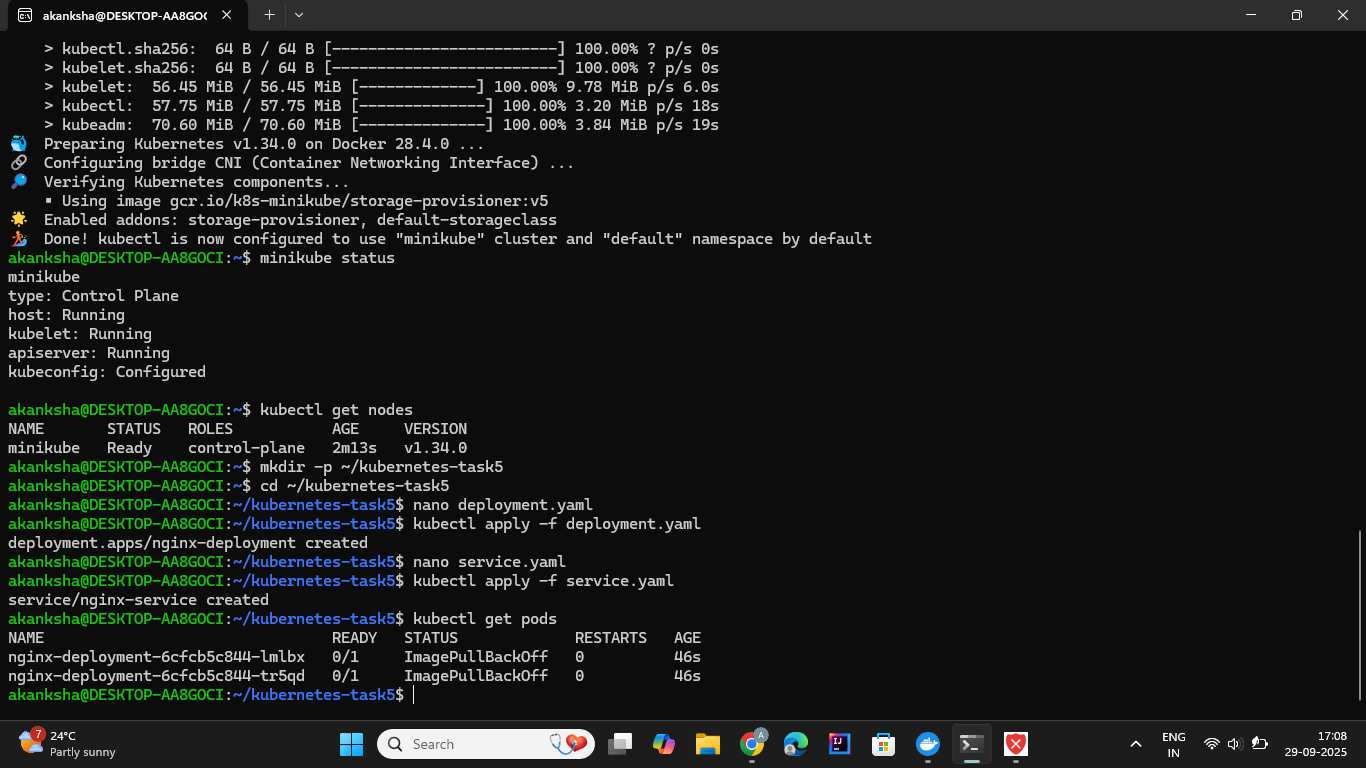 akanksha@DESKTOP-AA8GOC
> kubectl.sha256:  64 B / 64 B [-------------------------] 100.00% ? p/s 0s
> kubelet.sha256:  64 B / 64 B [-------------------------] 100.00% ? p/s 0s
> kubelet:  56.45 MiB / 56.45 MiB [-------------] 100.00% 9.78 MiB p/s 6.0s
> kubectl:  57.75 MiB / 57.75 MiB [--------------] 100.00% 3.20 MiB p/s 18s
> kubeadm:  70.60 MiB / 70.60 MiB [--------------] 100.00% 3.84 MiB p/s 19s
Preparing Kubernetes v1.34.0 on Docker 28.4.0 ...
Configuring bridge CNI (Container Networking Interface) ...
Verifying Kubernetes components...
▪ Using image gcr.io/k8s-minikube/storage-provisioner:v5
Enabled addons: storage-provisioner, default-storageclass
Done! kubectl is now configured to use "minikube" cluster and "default" namespace by default
akanksha@DESKTOP-AA8GOCI:~$ minikube status
minikube
type: Control Plane
host: Running
kubelet: Running
apiserver: Running
kubeconfig: Configured
akanksha@DESKTOP-AA8GOCI:~$ kubectl get nodes
NAME       STATUS   ROLES           AGE     VERSION
minikube   Ready    control-plane   2m13s   v1.34.0
akanksha@DESKTOP-AA8GOCI:~$ mkdir -p ~/kubernetes-task5
akanksha@DESKTOP-AA8GOCI:~$ cd ~/kubernetes-task5
akanksha@DESKTOP-AA8GOCI:~/kubernetes-task5$ nano deployment.yaml
akanksha@DESKTOP-AA8GOCI:~/kubernetes-task5$ kubectl apply -f deployment.yaml
deployment.apps/nginx-deployment created
akanksha@DESKTOP-AA8GOCI:~/kubernetes-task5$ nano service.yaml
akanksha@DESKTOP-AA8GOCI:~/kubernetes-task5$ kubectl apply -f service.yaml
service/nginx-service created
akanksha@DESKTOP-AA8GOCI:~/kubernetes-task5$ kubectl get pods
NAME                                READY   STATUS             RESTARTS   AGE
nginx-deployment-6cfcb5c844-lmlbx   0/1     ImagePullBackOff   0          46s
nginx-deployment-6cfcb5c844-tr5qd   0/1     ImagePullBackOff   0          46s
akanksha@DESKTOP-AA8GOCI:~/kubernetes-task5$
7
24°C
Partly sunny
Search
A
IJ
ENG
IN
17:08
29-09-2025